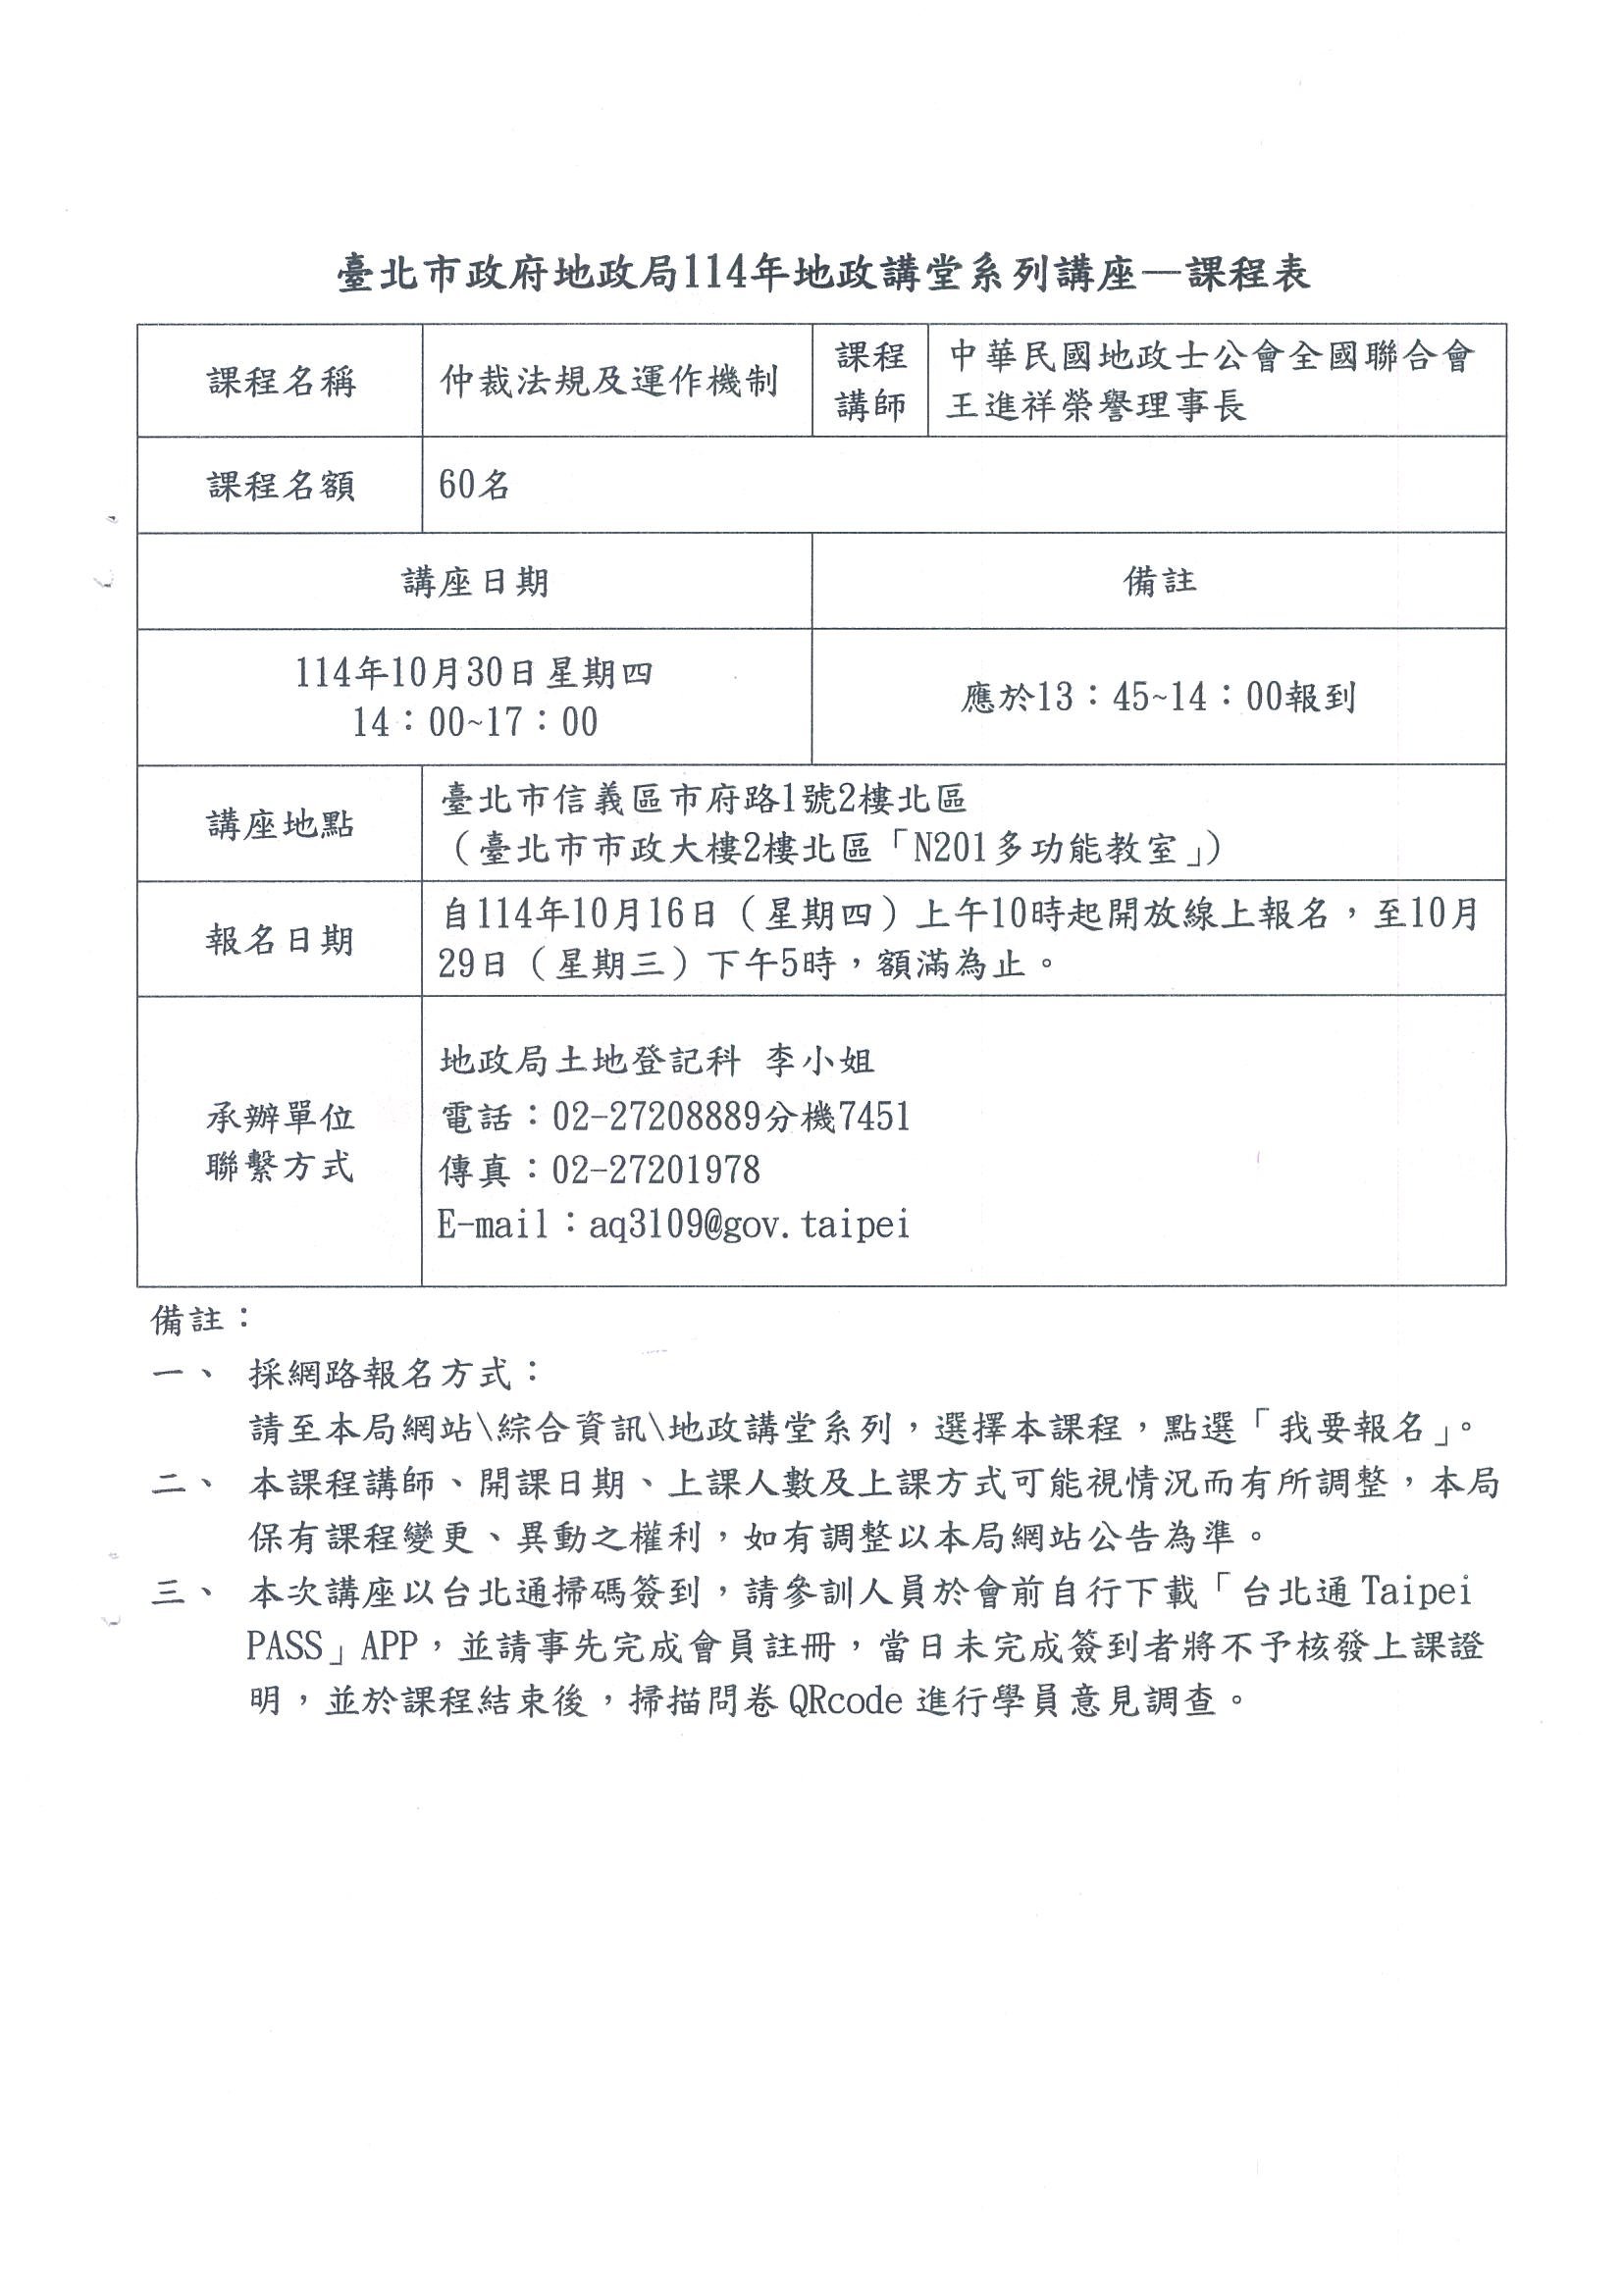 臺北市政府地政局114年地政講堂系列講座—課程表
課程名稱
仲裁法規及運作機制
課程
講師
中華民國地政士公會全國聯合會
王進祥榮譽理事長
課程名額
60名
講座日期
備註
114年10月30日星期四
14：00~17：00
應於13：45~14：00報到
講座地點
臺北市信義區市府路1號2樓北區
（臺北市市政大樓2樓北區「N201多功能教室」）
報名日期
自114年10月16日（星期四）上午10時起開放線上報名，至10月
29日（星期三）下午5時，額滿為止。
承辦單位
聯繫方式
地政局土地登記科 李小姐
電話：02-27208889分機7451
傳真：02-27201978
E-mail：aq3109@gov.taipei
備註：
一、 採網路報名方式：
請至本局網站\綜合資訊\地政講堂系列，選擇本課程，點選「我要報名」。
二、 本課程講師、開課日期、上課人數及上課方式可能視情況而有所調整，本局
保有課程變更、異動之權利，如有調整以本局網站公告為準。
三、 本次講座以台北通掃碼簽到，請參訓人員於會前自行下載「台北通 Taipei
PASS」APP，並請事先完成會員註冊，當日未完成簽到者將不予核發上課證
明，並於課程結束後，掃描問卷 QRcode 進行學員意見調查。